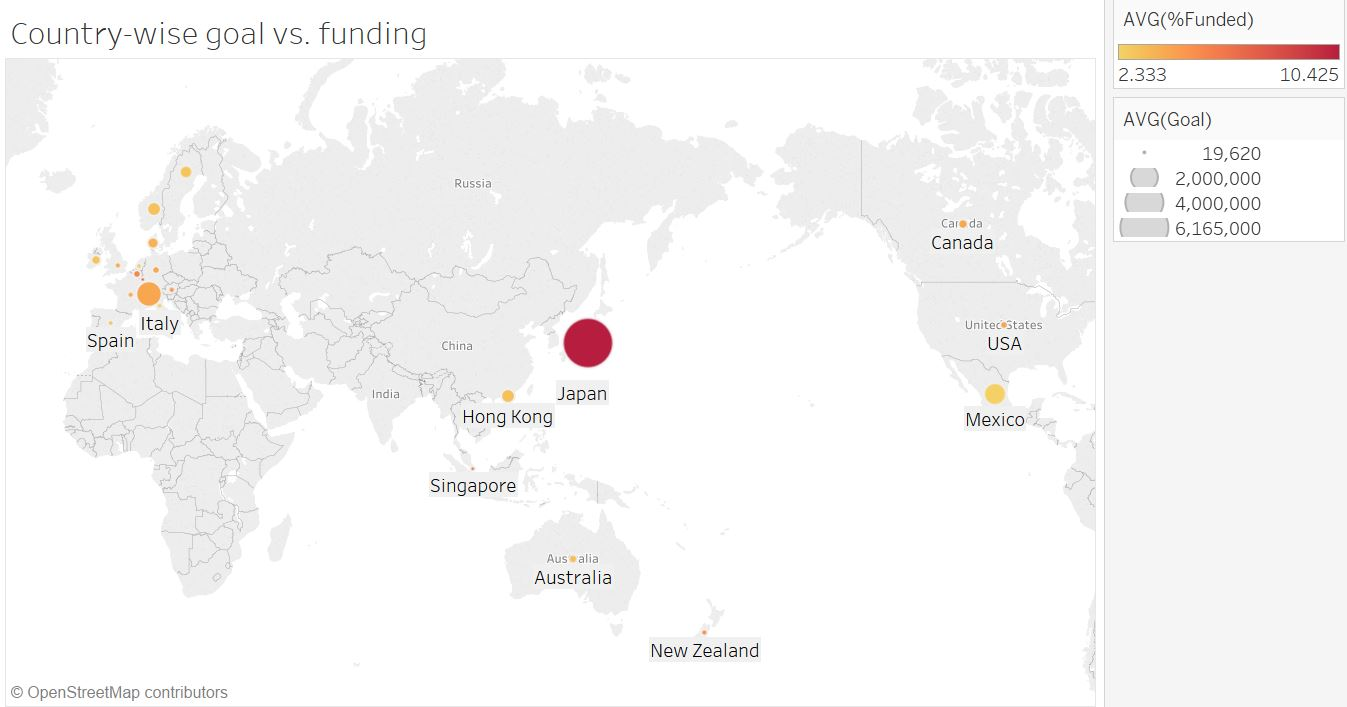 Country-wise goal vs. funding
Russia
Canada
Canada
Italy
Spain
United States
USA
China
Japan
India
Hong Kong
Mexico
Singapore
Australia
Australia
New Zealand
© OpenStreetMap contributors
AVG(%Funded)
2.333 10.425
AVG(Goal)
19,620
2,000,000
4,000,000
6,165,000